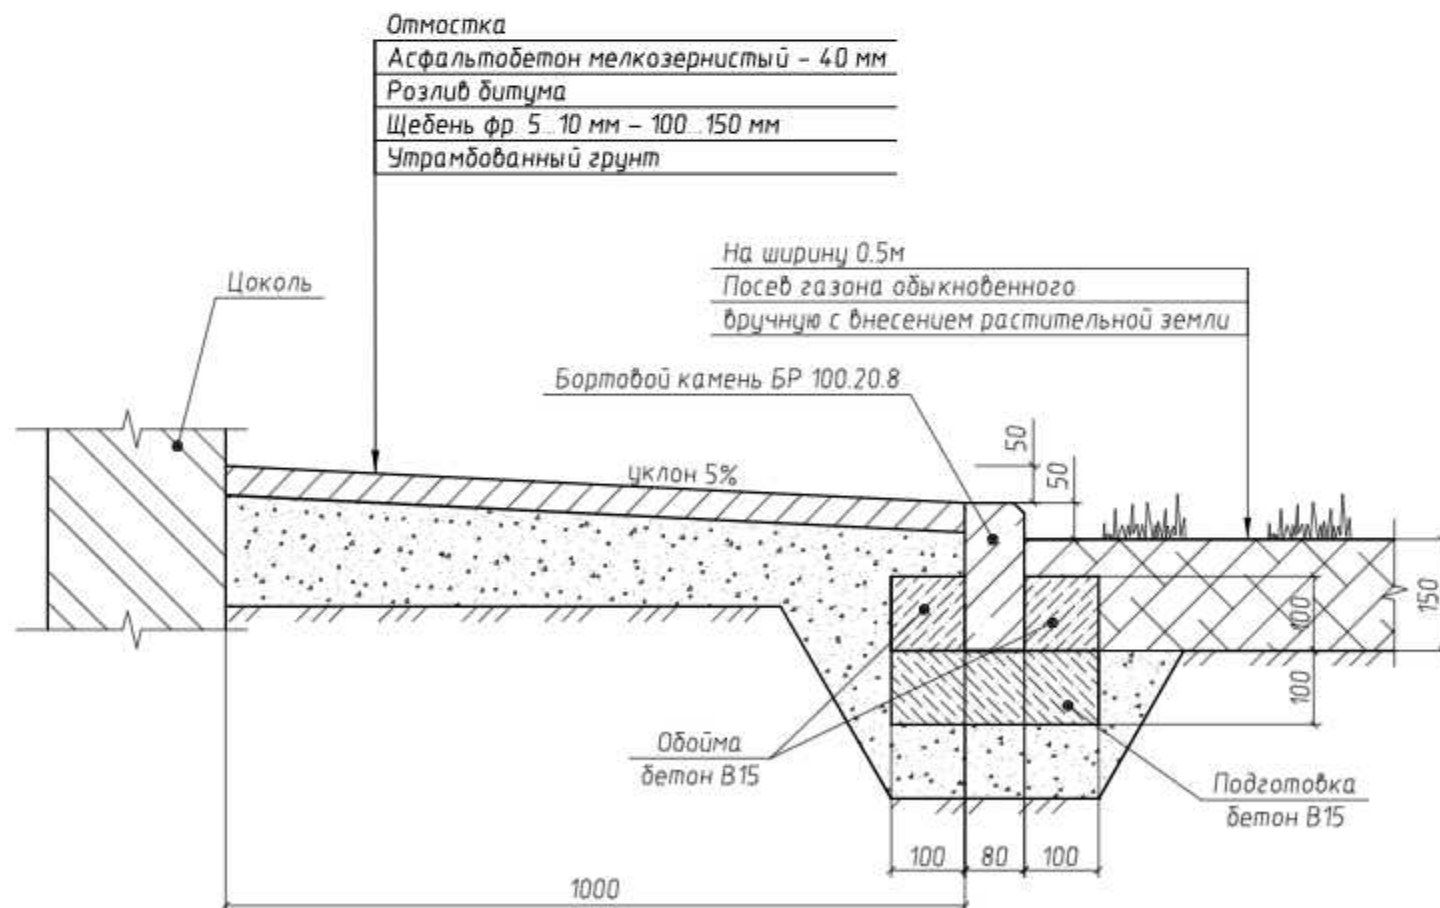 Отмостка
Асфальтобетон мелкозернистый - 40 мм
Розлив битума
Щебень фр. 5...10 мм - 100...150 мм
Утрамбованный грунт
На ширину 0.5м
Посев газона обыкновенного
вручную с внесением растительной земли
Цоколь
Бортовой камень БР 100.20.8
50
50
уклон 5%
150
100
100
Обойма
бетон В15
Подготовка
бетон В15
100
80
100
1000